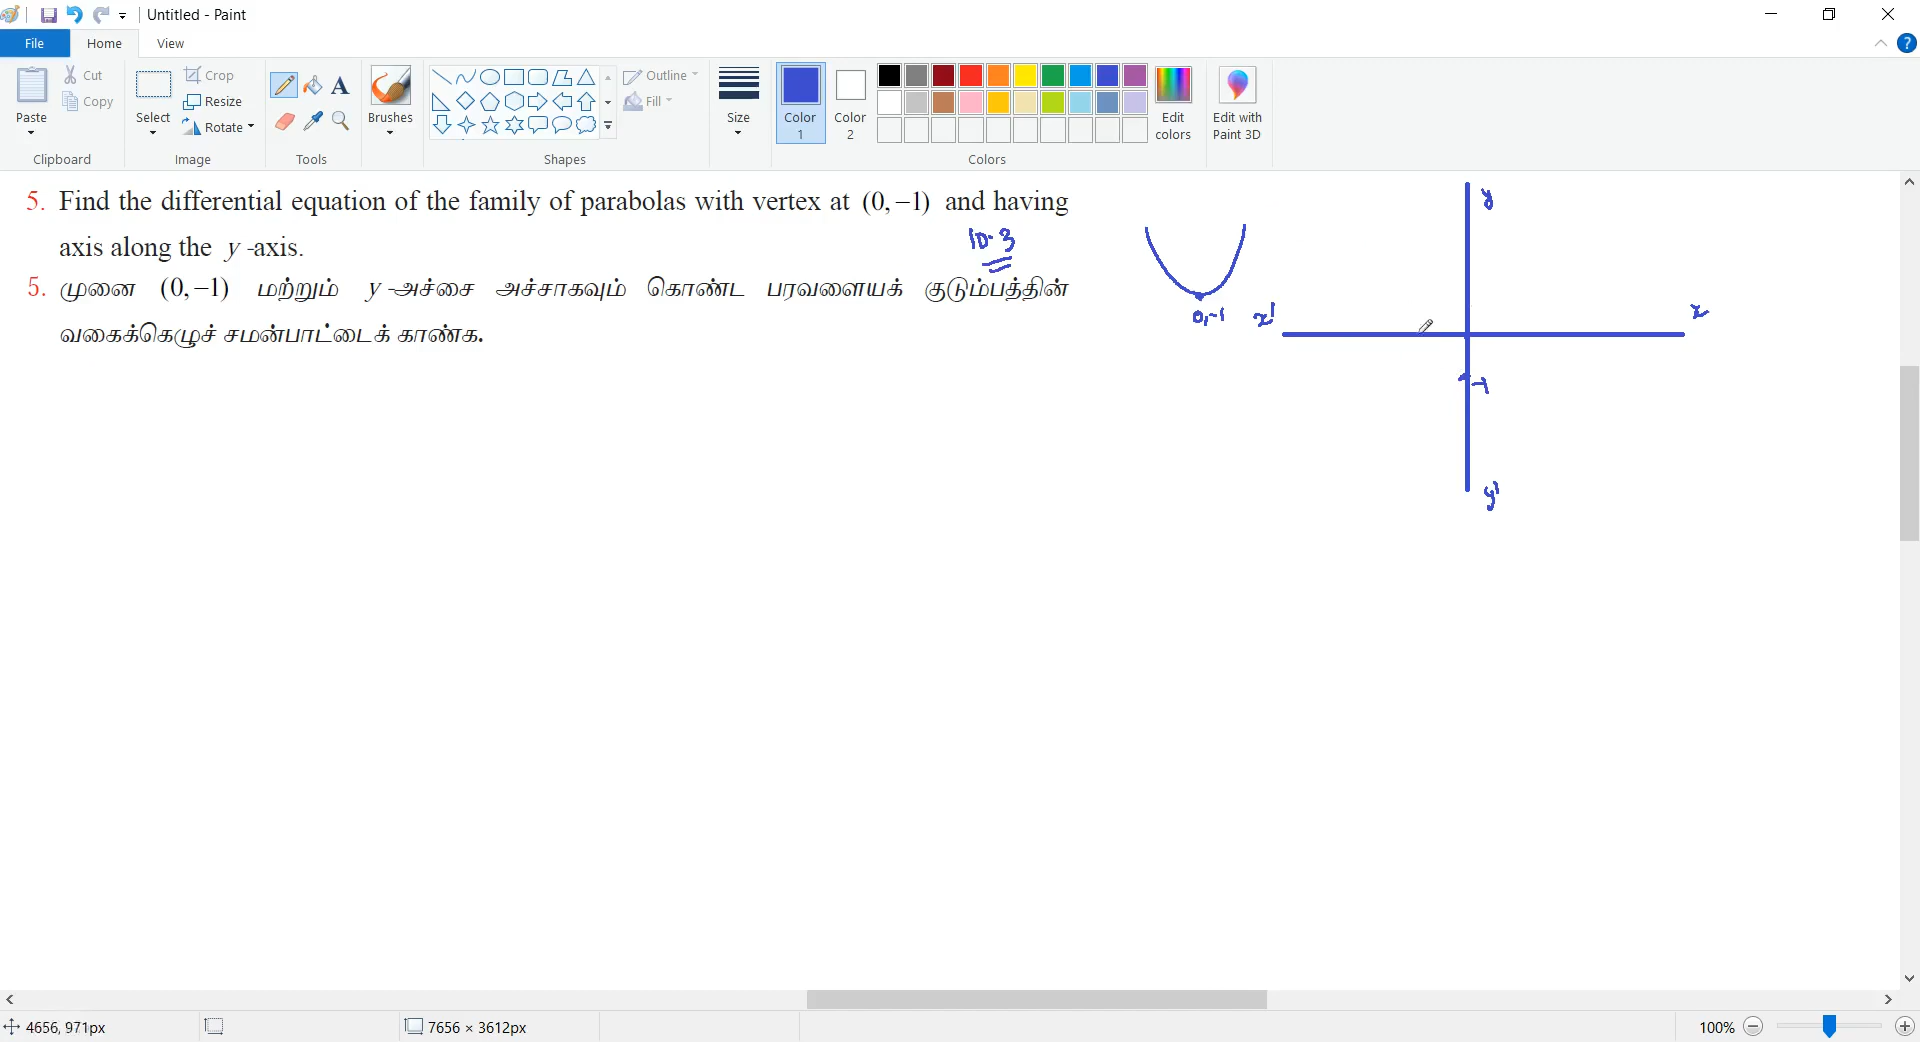 Untitled - Paint
File Home View
Paste
Cut
Copy
Clipboard
Select
Crop
Resize
Rotate
Image
Tools
Brushes
Shapes
Outline
Fill
Size
Color 1
Color 2
Colors
Edit colors
Edit with Paint 3D
5. Find the differential equation of the family of parabolas with vertex at (0, −1) and having
axis along the y -axis.
10.3
5. முனை (0, −1) மற்றும் y -அச்சை அச்சாகவும் கொண்ட பரவளையக் குடும்பத்தின்
வகைக்கெழுச் சமன்பாட்டைக் காண்க.
0,-1
y
x'
x
-1
y'
4656, 971px
7656 × 3612px
100%